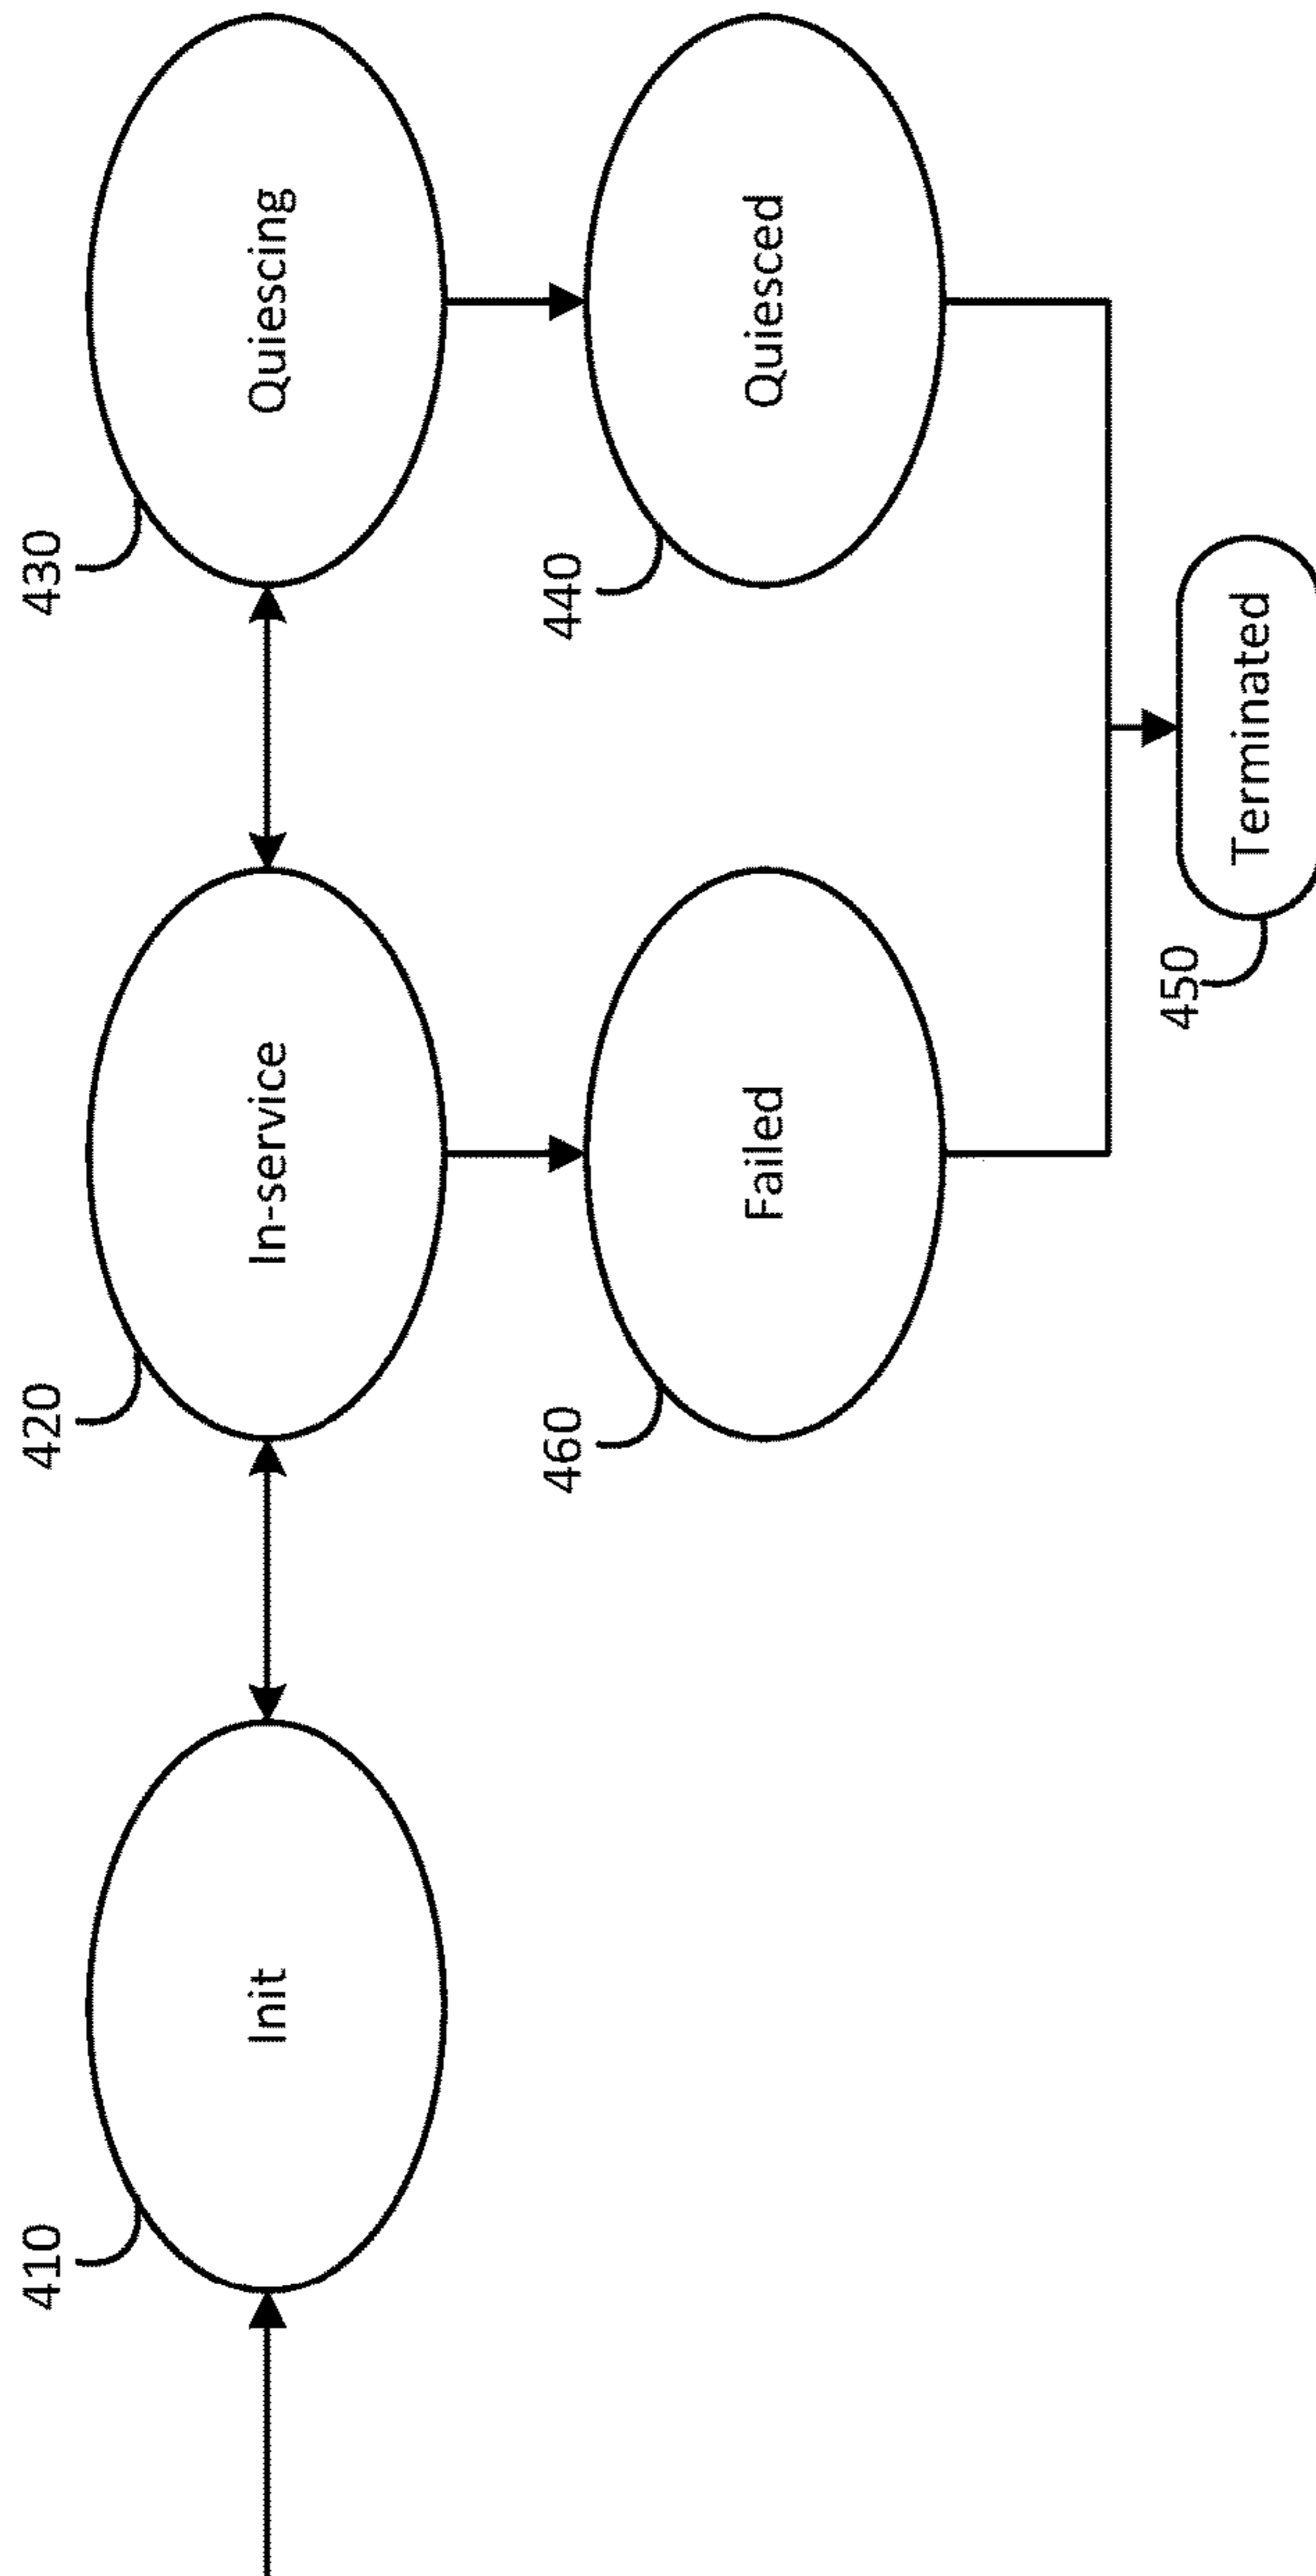 410
Init
420
In-service
430
Quiescing
460
Failed
440
Quiesced
450
Terminated